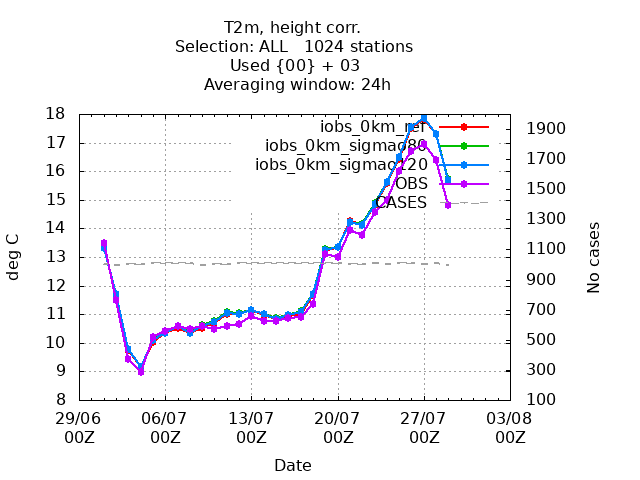 T2m, height corr.
Selection: ALL   1024 stations
Used {00} + 03
Averaging window: 24h
deg C
18
17
16
15
14
13
12
11
10
9
8
1900
1700
1500
1300
1100
900
700
500
300
100
No cases
iobs_0km_ref
iobs_0km_sigmao80
iobs_0km_sigmao120
OBS
CASES
29/06 06/07 13/07 20/07 27/07 03/08
00Z 00Z 00Z 00Z 00Z 00Z
Date